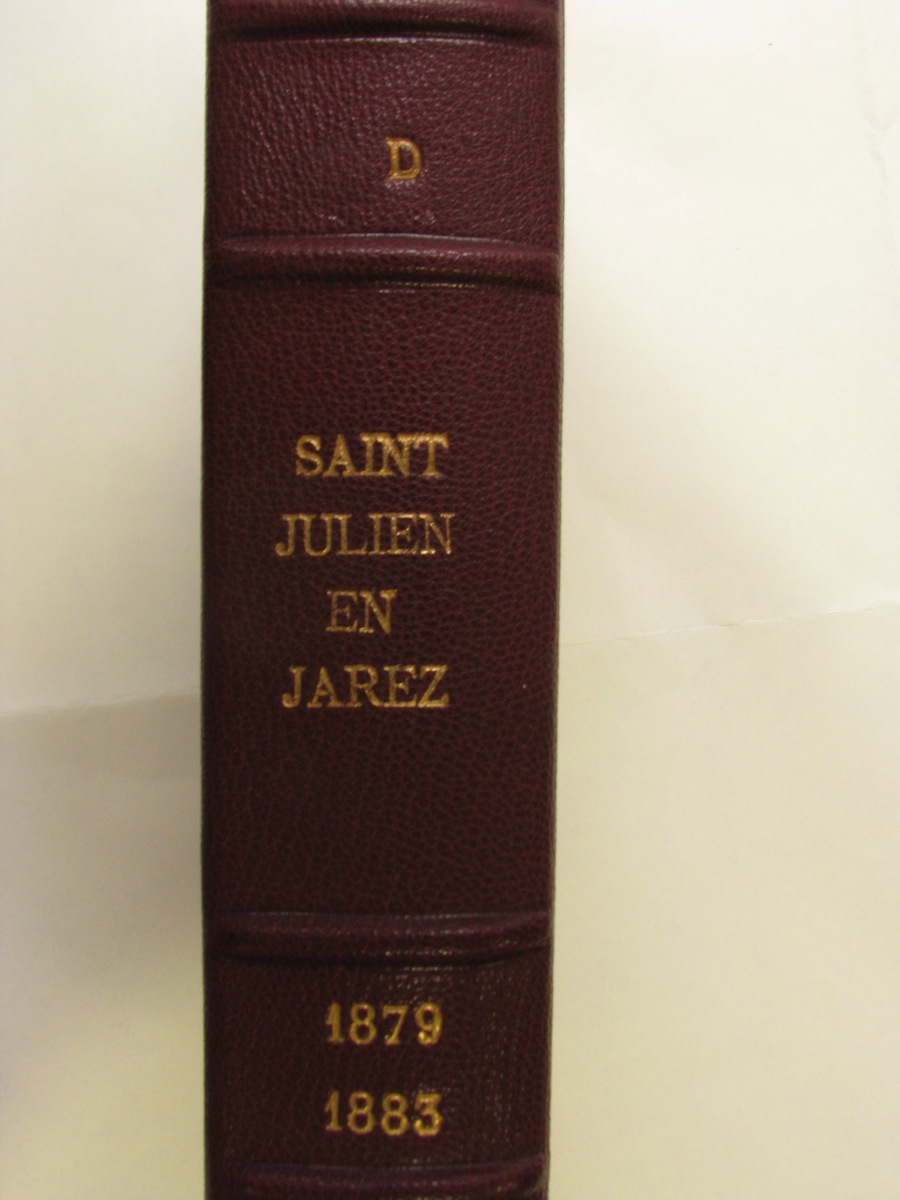 D
SAINT
JULIEN
EN
JAREZ
1879
1883